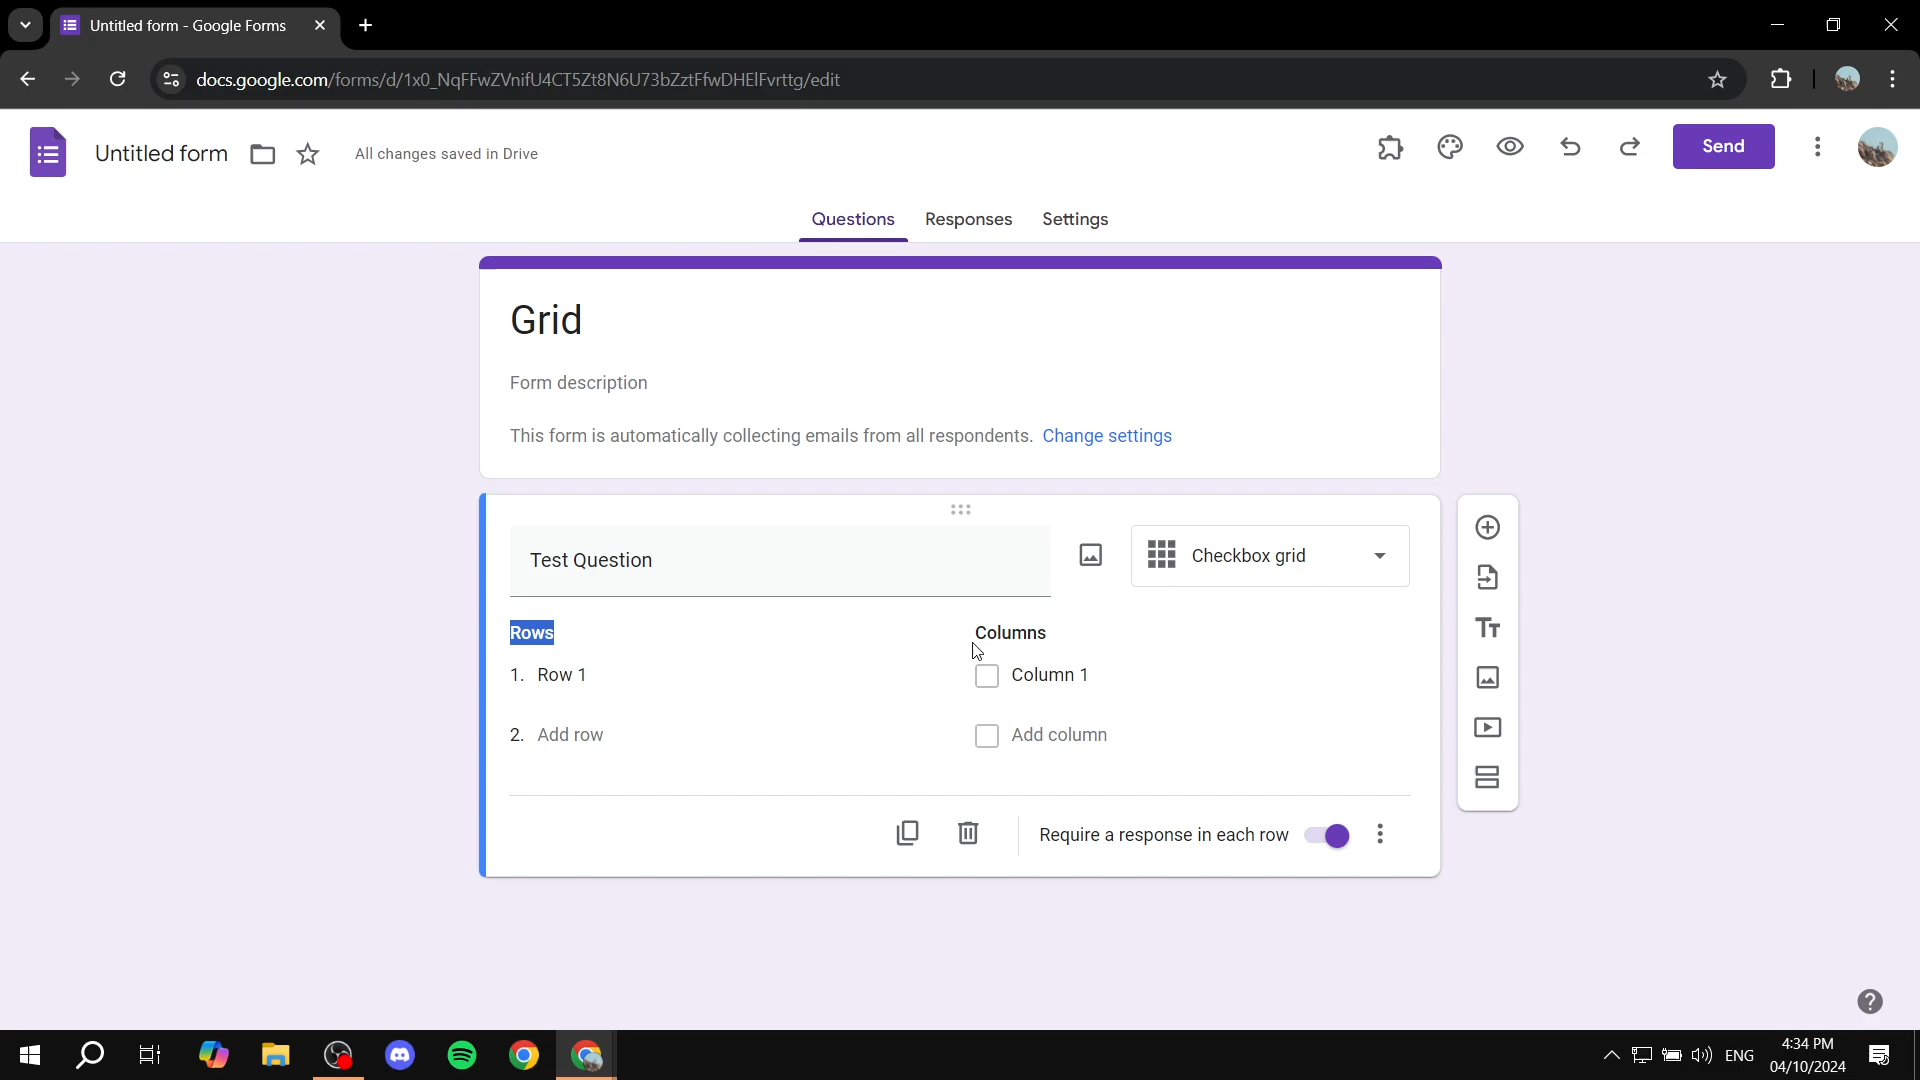 Untitled form - Google Forms
docs.google.com/forms/d/1x0_NqFFwZVnifU4CT5Zt8N6U73bZztFfwDHElFvrttg/edit
Untitled form
All changes saved in Drive
Send
Questions
Responses
Settings
Grid
Form description
This form is automatically collecting emails from all respondents. Change settings
Test Question
Checkbox grid
Rows
Columns
1. Row 1
Column 1
2. Add row
Add column
Require a response in each row
ENG
4:34 PM
04/10/2024